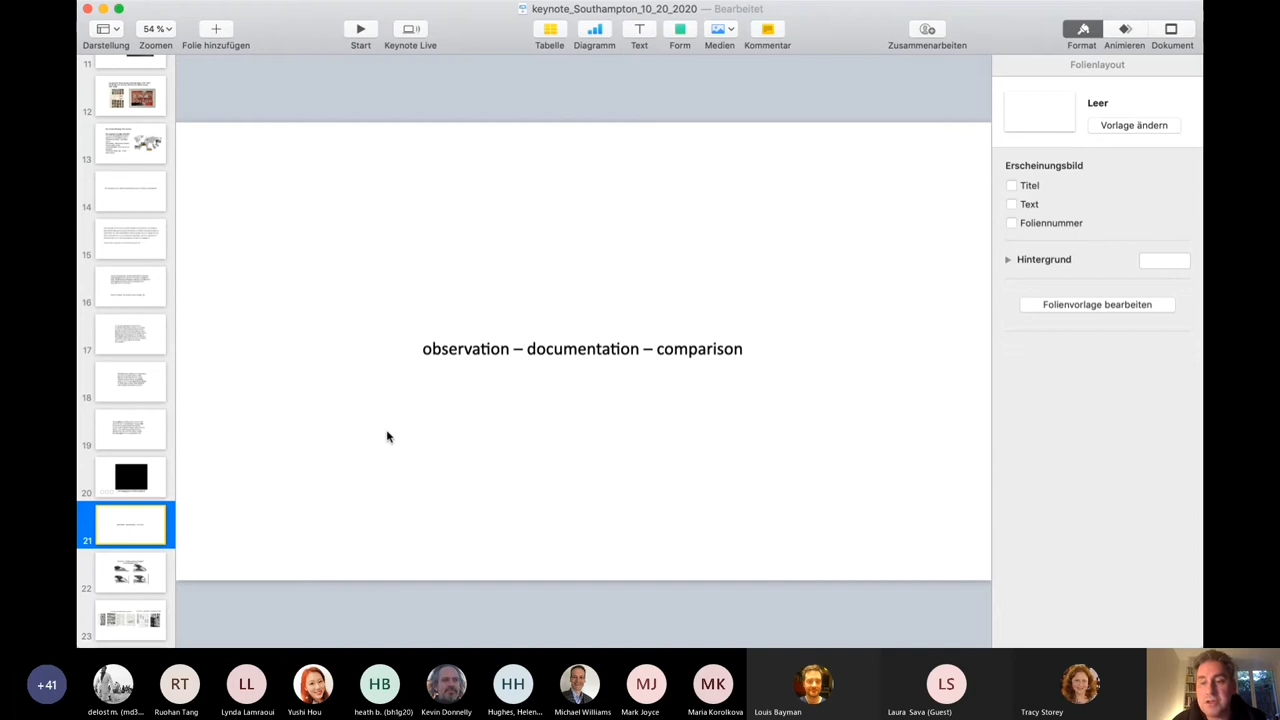 keynote_Southampton_10_20_2020 — Bearbeitet
54 %
Darstellung Zoomen Folie hinzufügen Start Keynote Live Tabelle Diagramm Text Form Medien Kommentar Zusammenarbeiten Format Animieren Dokument
Folienlayout
Leer
Vorlage ändern
Erscheinungsbild
Titel
Text
Foliennummer
Hintergrund
Folienvorlage bearbeiten
11
12
13
14
15
16
17
18
19
20
21
22
23
observation – documentation – comparison
+41 RT LL HB HH MJ MK LS
delost m. (md3... Ruohan Tang Lynda Lamraoui Yushi Hou heath b. (bh1g20) Kevin Donnelly Hughes, Helen... Michael Williams Mark Joyce Maria Korolkova Louis Bayman Laura Sava (Guest) Tracy Storey